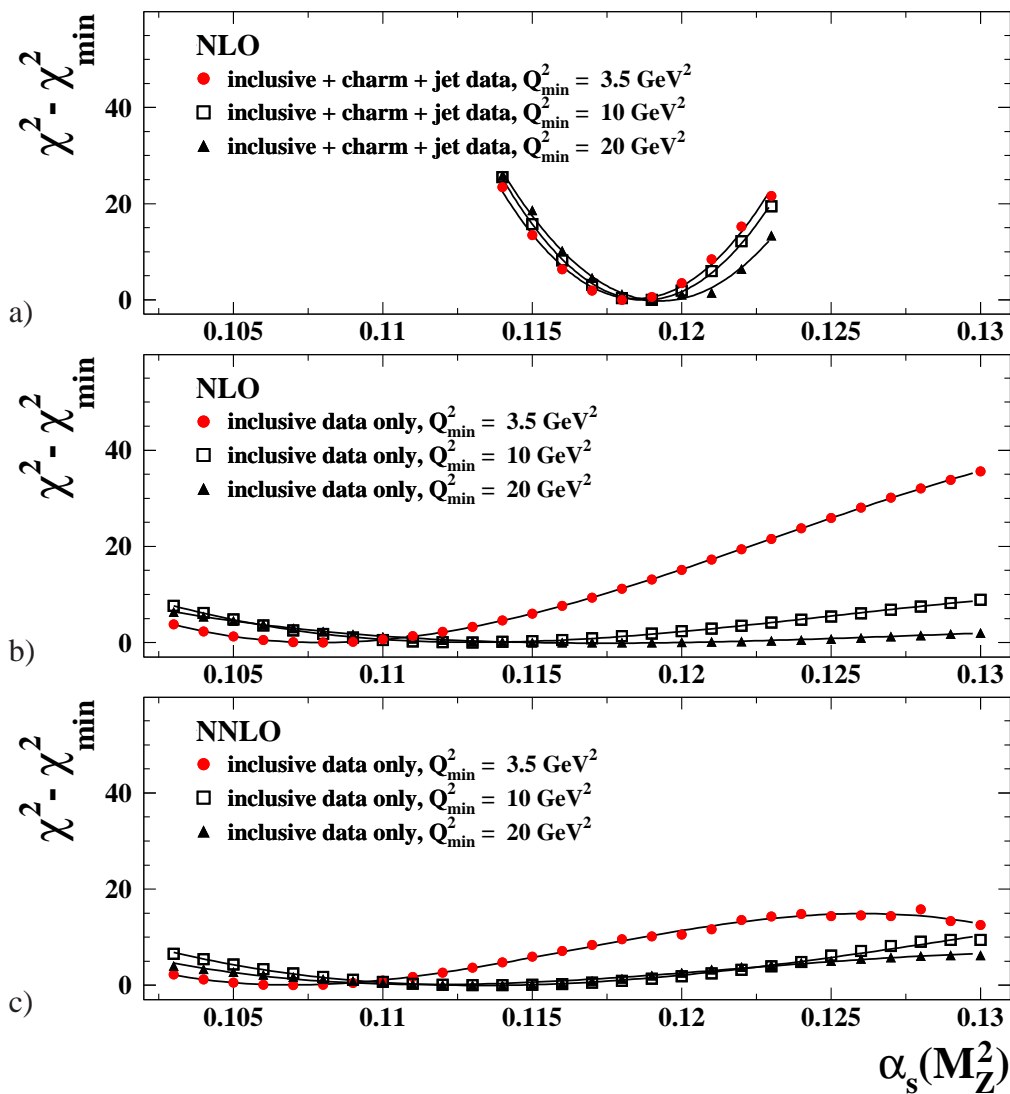 χ² - χ²min
NLO
inclusive + charm + jet data, Q²min = 3.5 GeV²
inclusive + charm + jet data, Q²min = 10 GeV²
inclusive + charm + jet data, Q²min = 20 GeV²
40
20
0
a)
0.105 0.11 0.115 0.12 0.125 0.13
χ² - χ²min
NLO
inclusive data only, Q²min = 3.5 GeV²
inclusive data only, Q²min = 10 GeV²
inclusive data only, Q²min = 20 GeV²
40
20
0
b)
0.105 0.11 0.115 0.12 0.125 0.13
χ² - χ²min
NNLO
inclusive data only, Q²min = 3.5 GeV²
inclusive data only, Q²min = 10 GeV²
inclusive data only, Q²min = 20 GeV²
40
20
0
c)
0.105 0.11 0.115 0.12 0.125 0.13
αs(M²Z)